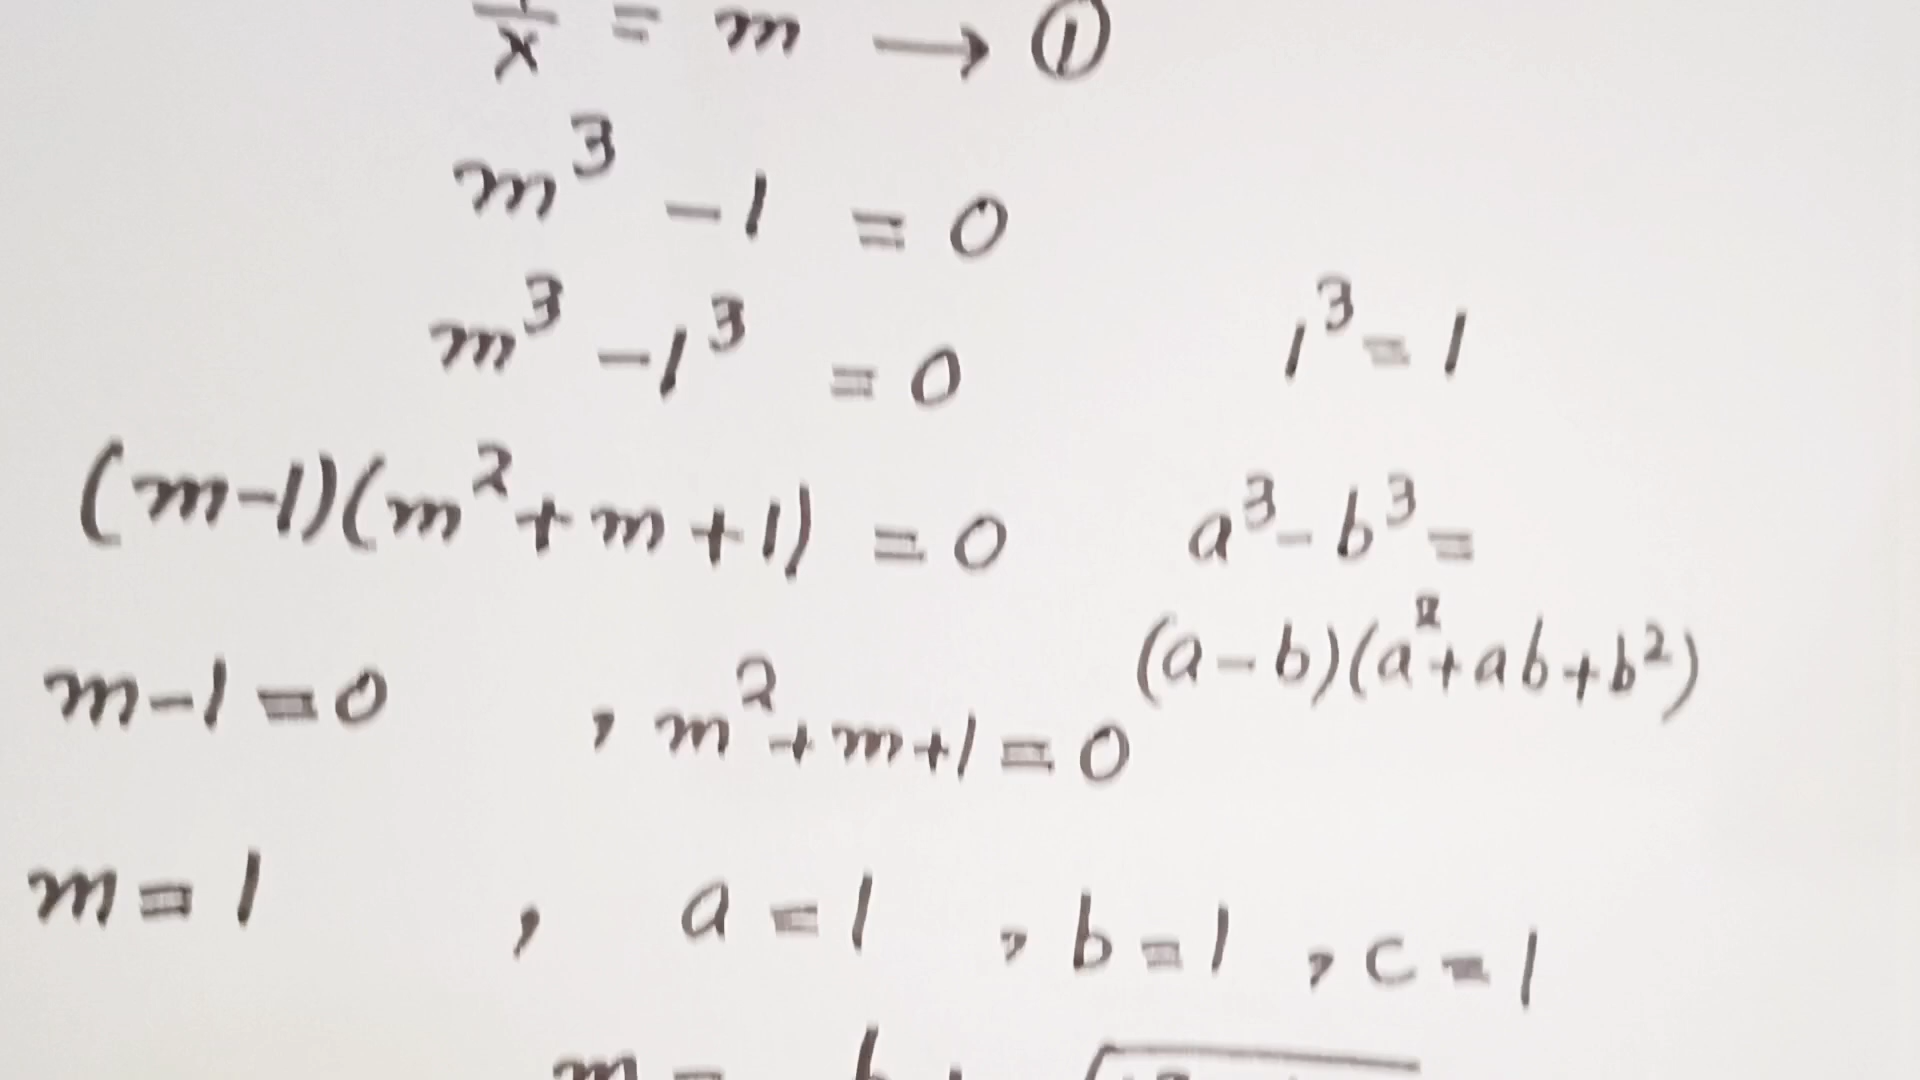 x = m → ①
m³ - 1 = 0
m³ - 1³ = 0
1³ = 1
(m-1)(m²+m+1) = 0
a³ - b³ =
(a-b)(a²+ab+b²)
m-1 = 0 , m²+m+1 = 0
m = 1 , a = 1 , b = 1 , c = 1